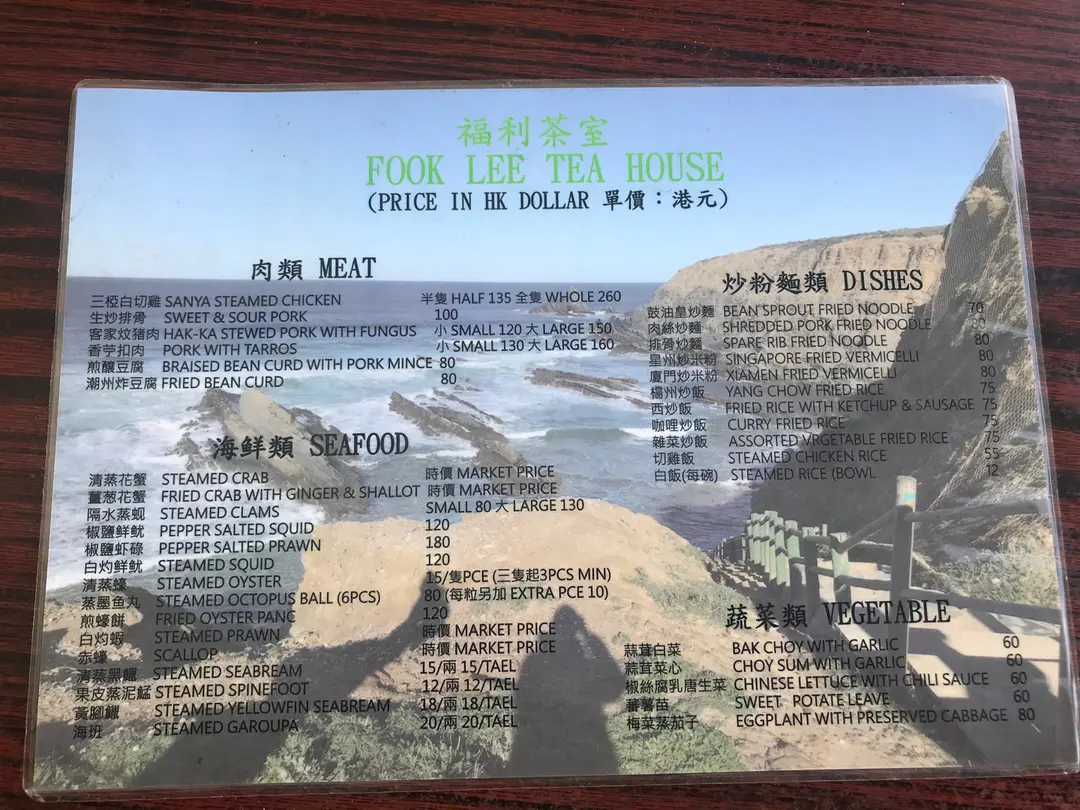 福利茶室
FOOK LEE TEA HOUSE
(PRICE IN HK DOLLAR 單價：港元)
肉類 MEAT
三椏白切雞 SANYA STEAMED CHICKEN 半隻 HALF 135 全隻 WHOLE 260
生炒排骨 SWEET & SOUR PORK 100
客家炆猪肉 HAK-KA STEWED PORK WITH FUNGUS 小 SMALL 120 大 LARGE 150
香芋扣肉 PORK WITH TARROS 小 SMALL 130 大 LARGE 160
煎釀豆腐 BRAISED BEAN CURD WITH PORK MINCE 80
潮州炸豆腐 FRIED BEAN CURD 80
海鮮類 SEAFOOD
清蒸花蟹 STEAMED CRAB 時價 MARKET PRICE
薑葱花蟹 FRIED CRAB WITH GINGER & SHALLOT 時價 MARKET PRICE
隔水蒸蚬 STEAMED CLAMS SMALL 80 大 LARGE 130
椒鹽鮮魷 PEPPER SALTED SQUID 120
椒鹽虾碌 PEPPER SALTED PRAWN 180
白灼鮮魷 STEAMED SQUID 120
清蒸蠔 STEAMED OYSTER 15/隻PCE (三隻起3PCS MIN)
蒸墨鱼丸 STEAMED OCTOPUS BALL (6PCS) 80 (每粒另加 EXTRA PCE 10)
煎蠔餅 FRIED OYSTER PANC 120
白灼蝦 STEAMED PRAWN 時價 MARKET PRICE
赤蠔 SCALLOP 時價 MARKET PRICE
清蒸黑鱲 STEAMED SEABREAM 15/兩 15/TAEL
果皮蒸泥鯭 STEAMED SPINEFOOT 12/兩 12/TAEL
黃腳鱲 STEAMED YELLOWFIN SEABREAM 18/兩 18/TAEL
海班 STEAMED GAROUPA 20/兩 20/TAEL
炒粉麵類 DISHES
鼓油皇炒麵 BEAN SPROUT FRIED NOODLE 70
肉絲炒麵 SHREDDED PORK FRIED NOODLE 80
排骨炒麵 SPARE RIB FRIED NOODLE 80
星州炒米粉 SINGAPORE FRIED VERMICELLI 80
廈門炒米粉 XIAMEN FRIED VERMICELLI 80
楊州炒飯 YANG CHOW FRIED RICE 75
西炒飯 FRIED RICE WITH KETCHUP & SAUSAGE 75
咖哩炒飯 CURRY FRIED RICE 75
雜菜炒飯 ASSORTED VRGETABLE FRIED RICE 75
切雞飯 STEAMED CHICKEN RICE 55
白飯(每碗) STEAMED RICE (BOWL 12
蔬菜類 VEGETABLE
蒜茸白菜 BAK CHOY WITH GARLIC 60
蒜茸菜心 CHOY SUM WITH GARLIC 60
椒絲腐乳唐生菜 CHINESE LETTUCE WITH CHILI SAUCE 60
蕃薯苗 SWEET POTATE LEAVE 60
梅菜蒸茄子 EGGPLANT WITH PRESERVED CABBAGE 80